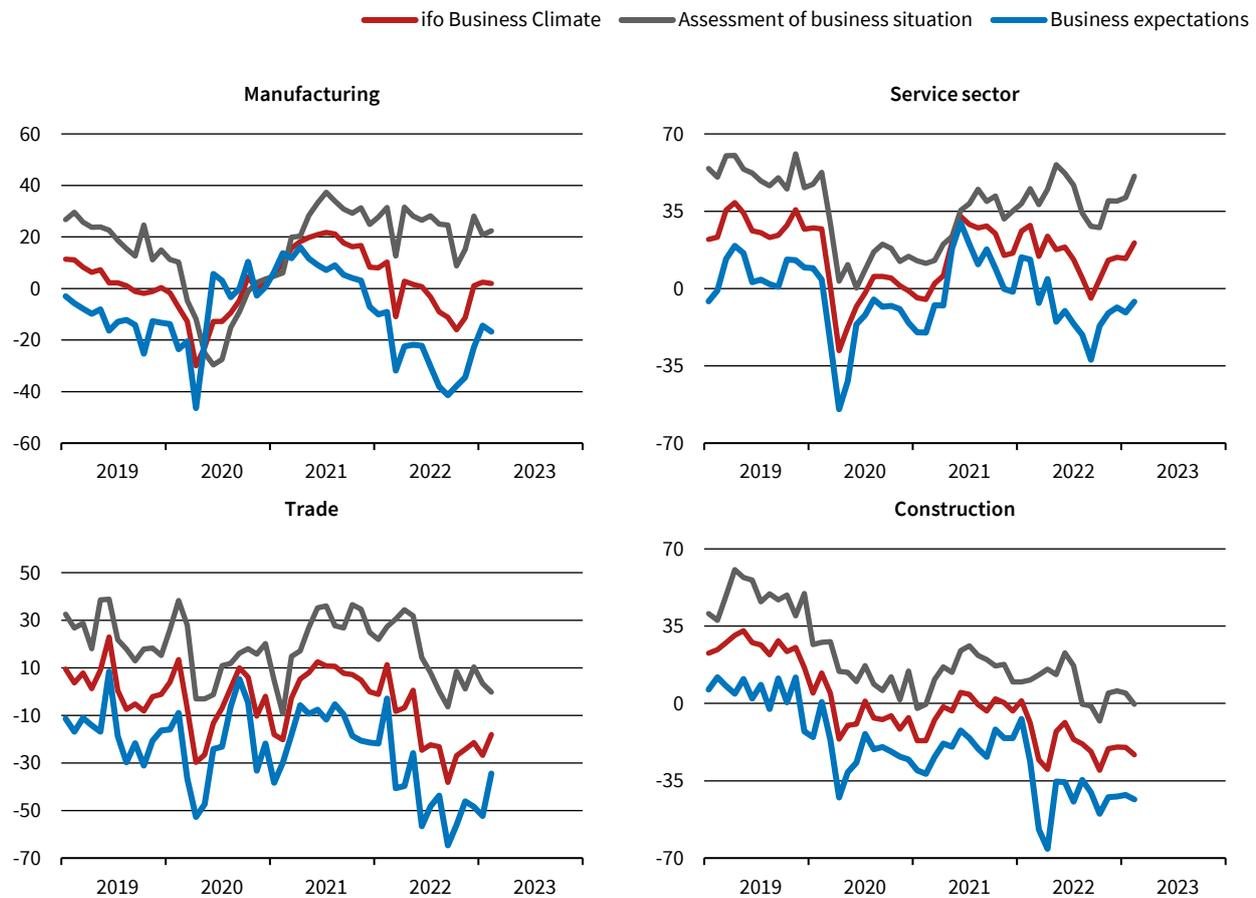 ifo Business Climate Assessment of business situation Business expectations
Manufacturing
60
40
20
0
-20
-40
-60
2019 2020 2021 2022 2023
Service sector
70
35
0
-35
-70
2019 2020 2021 2022 2023
Trade
50
30
10
-10
-30
-50
-70
2019 2020 2021 2022 2023
Construction
70
35
0
-35
-70
2019 2020 2021 2022 2023